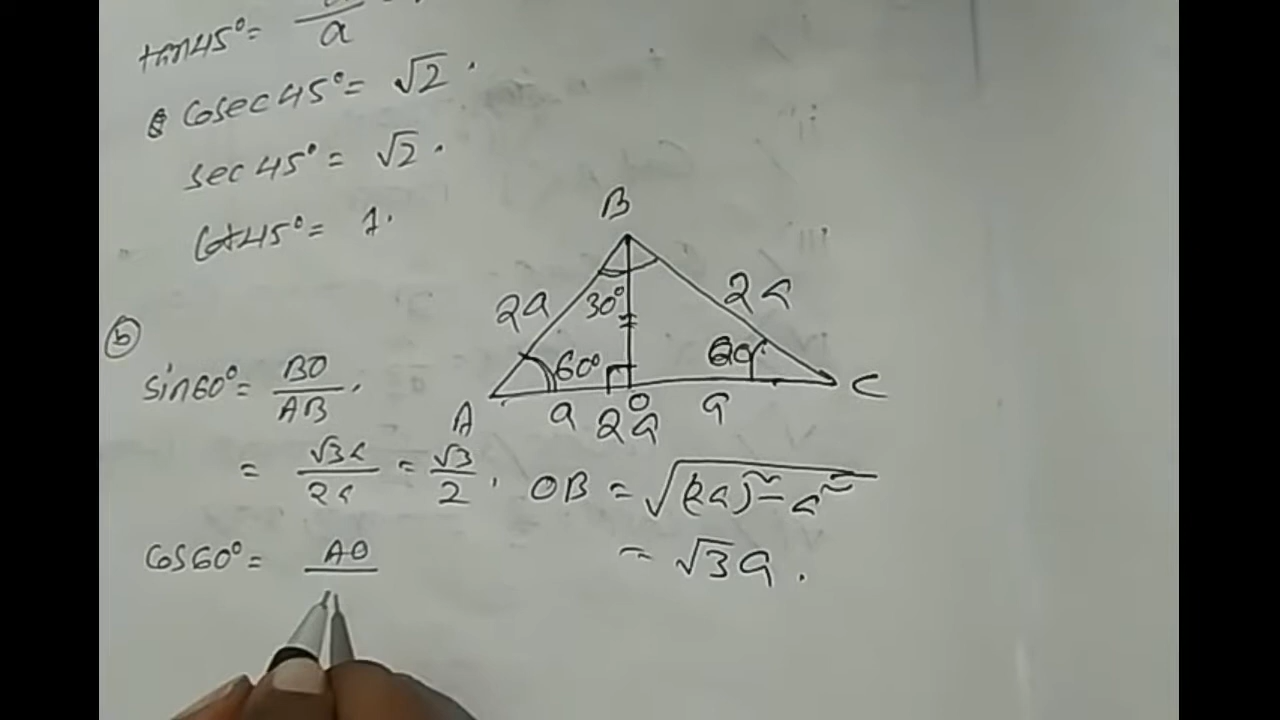 tan45° = —/a
cosec45° = √2.
sec45° = √2.
Cot45° = 1.
B
2a
30°
2a
b
60°
60
sin60° = BO/AB.
A
a
O
a
C
2a
= √3a/2a = √3/2.
OB = √(2a)² - a²
cos60° = AO
= √3a.